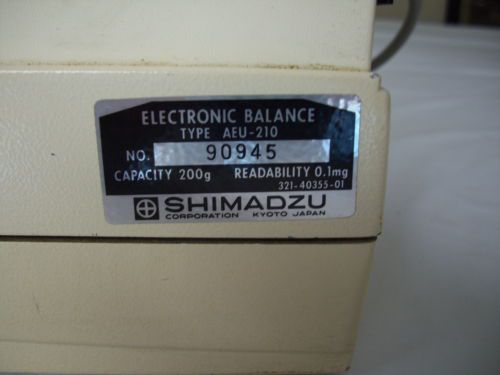 ELECTRONIC BALANCE
TYPE AEU-210
NO. 90945
CAPACITY 200g READABILITY 0.1mg
321-40355-01
SHIMADZU
CORPORATION KYOTO JAPAN